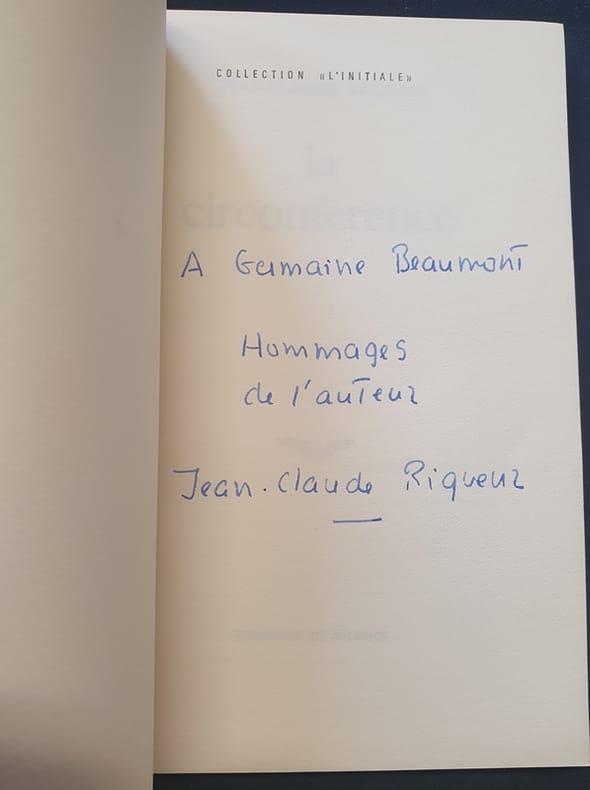 COLLECTION «L'INITIALE»
la
circonférence
A Germaine Beaumont
Hommages
de l'auteur
Jean-Claude Riqueur